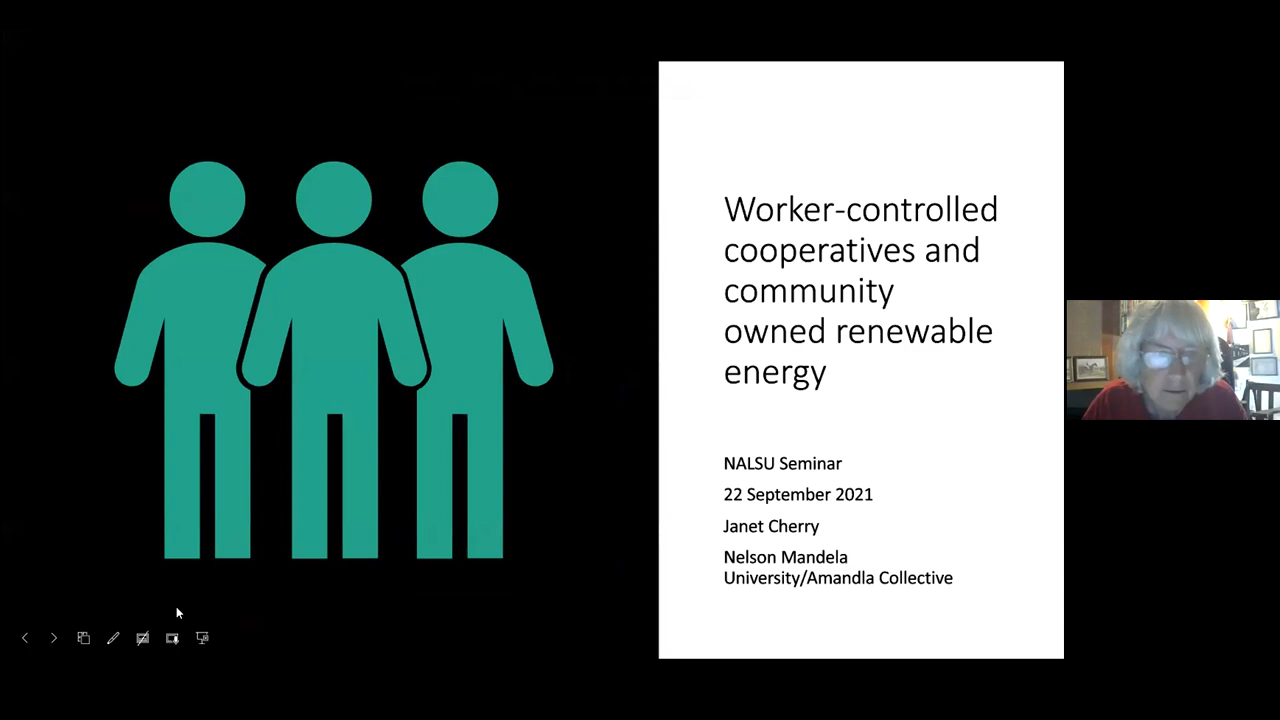 Worker-controlled
cooperatives and
community
owned renewable
energy
NALSU Seminar
22 September 2021
Janet Cherry
Nelson Mandela
University/Amandla Collective